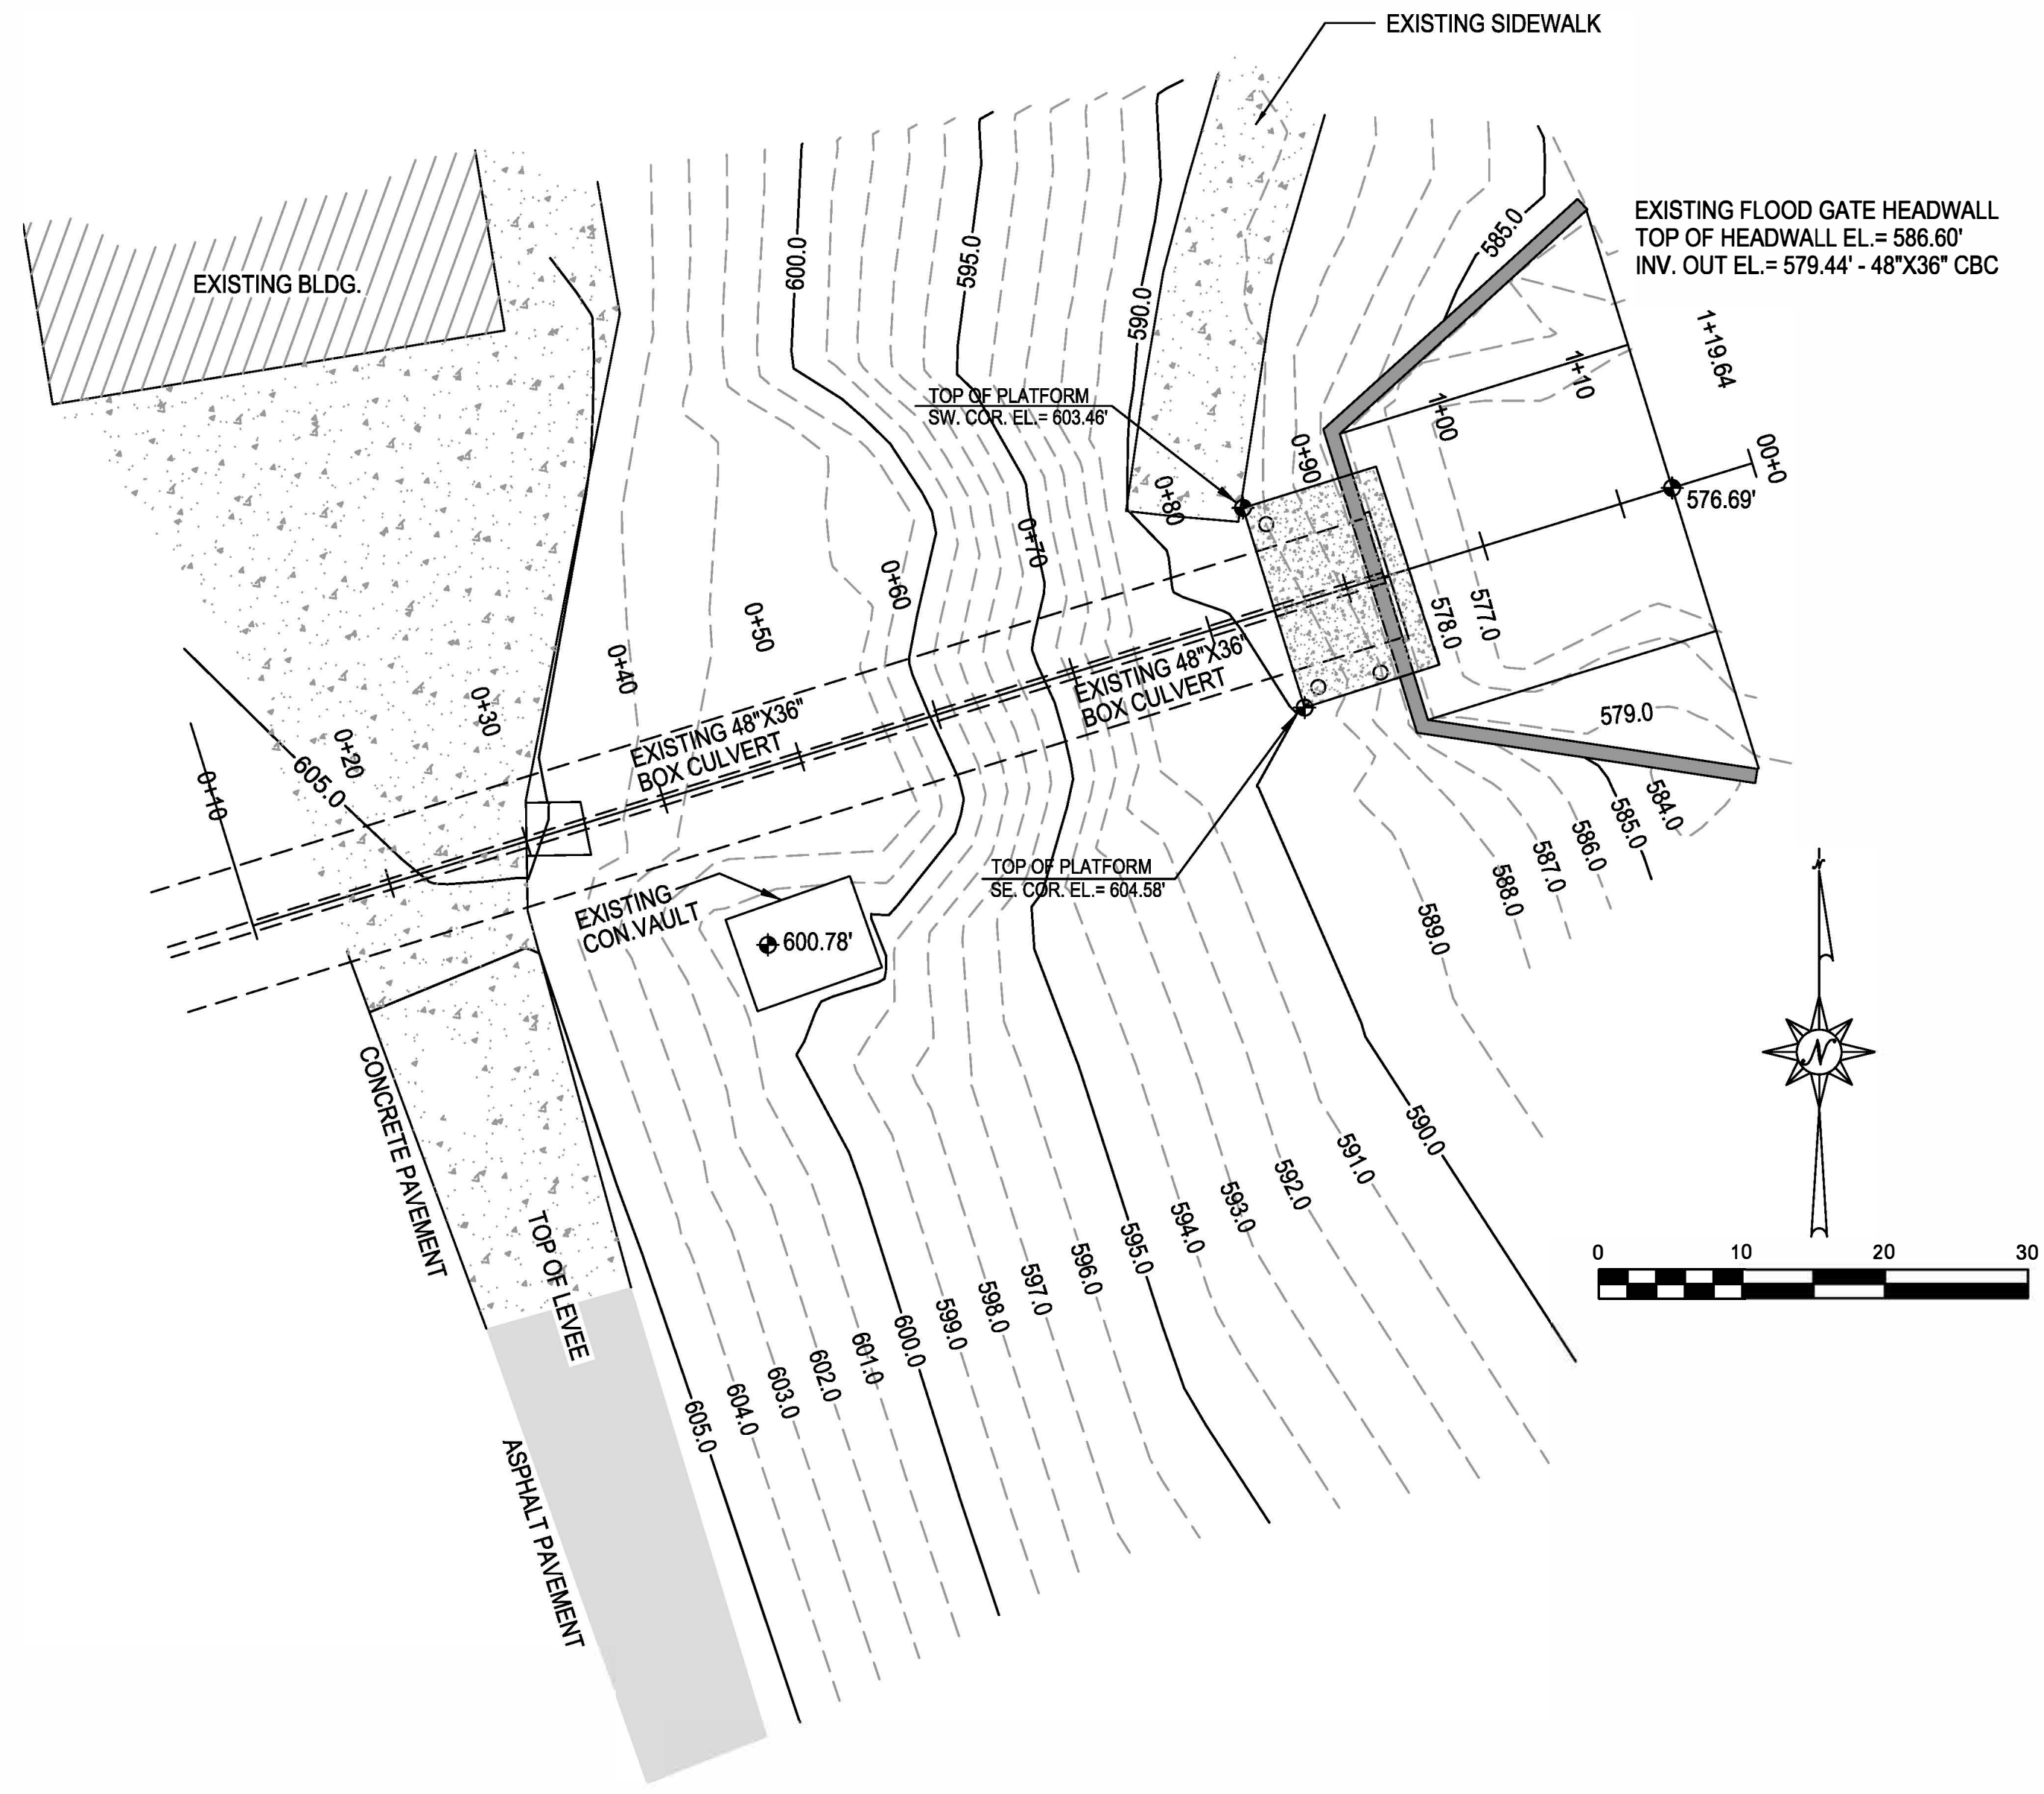 EXISTING SIDEWALK
EXISTING FLOOD GATE HEADWALL
TOP OF HEADWALL EL.= 586.60'
INV. OUT EL.= 579.44' - 48"X36" CBC
EXISTING BLDG.
600.0
595.0
590.0
585.0
1+19.64
1+10
1+00
0+90
0+80
0+70
0+60
0+50
0+40
0+30
0+20
0+10
00+0
576.69'
TOP OF PLATFORM
SW. COR. EL.= 603.46'
578.0
577.0
579.0
605.0
EXISTING 48"X36"
BOX CULVERT
EXISTING 48"X36"
BOX CULVERT
TOP OF PLATFORM
SE. COR. EL.= 604.58'
EXISTING
CON.VAULT
600.78'
584.0
585.0
586.0
587.0
588.0
589.0
590.0
591.0
592.0
593.0
594.0
595.0
596.0
597.0
598.0
599.0
600.0
601.0
602.0
603.0
604.0
605.0
CONCRETE PAVEMENT
TOP OF LEVEE
ASPHALT PAVEMENT
N
N
0 10 20 30